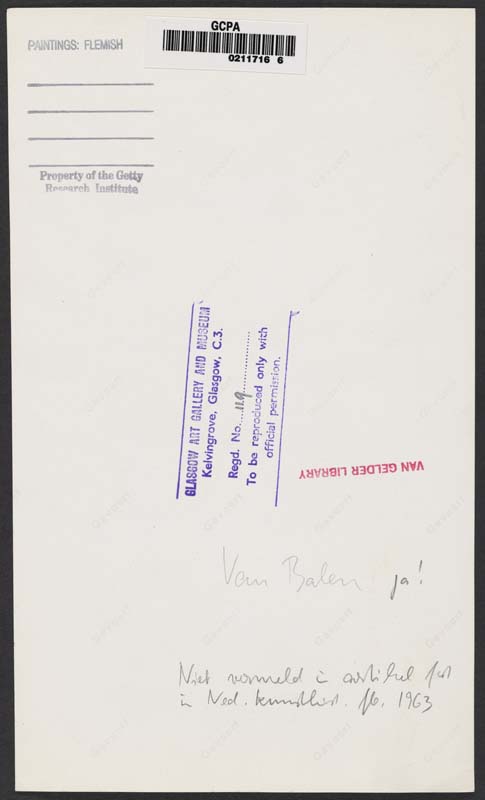 GCPA
0211716 6
PAINTINGS: FLEMISH
Property of the Getty
Research Institute
GLASGOW ART GALLERY AND MUSEUM
Kelvingrove, Glasgow, C.3.
Regd. No.....119...............
To be reproduced only with
official permission.
VAN GELDER LIBRARY
Van Balen ja!
Niet vermeld in artikel
in Ned. kunsthist. jb. 1963